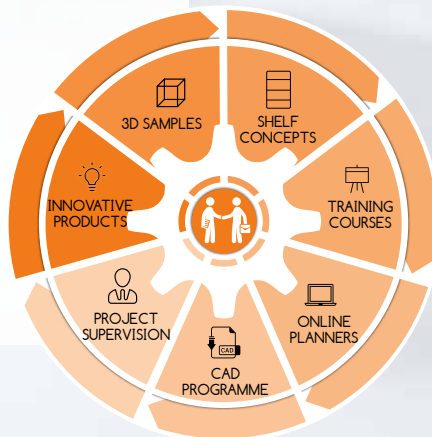 3D SAMPLES
SHELF
CONCEPTS
TRAINING
COURSES
ONLINE
PLANNERS
CAD
CAD
PROGRAMME
PROJECT
SUPERVISION
INNOVATIVE
PRODUCTS